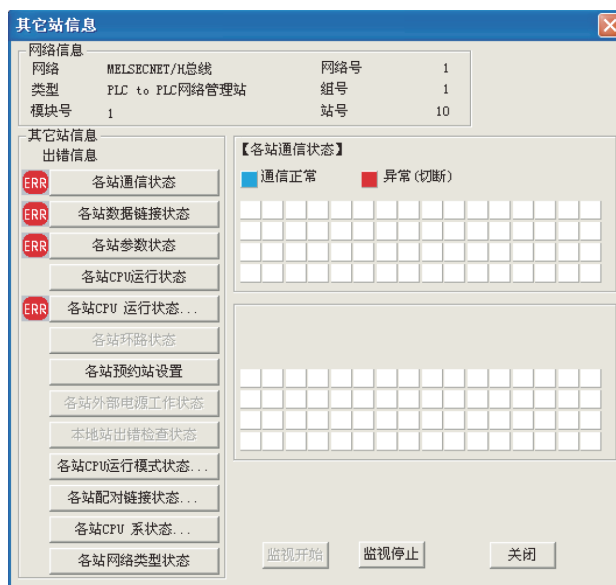 其它站信息
网络信息
网络 MELSECNET/H总线 网络号 1
类型 PLC to PLC网络管理站 组号 1
模块号 1 站号 10
其它站信息
出错信息
ERR 各站通信状态
ERR 各站数据链接状态
ERR 各站参数状态
各站CPU运行状态
ERR 各站CPU 运行状态...
各站环路状态
各站预约站设置
各站外部电源工作状态
本地站出错检查状态
各站CPU运行模式状态...
各站配对链接状态...
各站CPU 系状态...
各站网络类型状态
【各站通信状态】
通信正常 异常(切断)
监视开始 监视停止 关闭